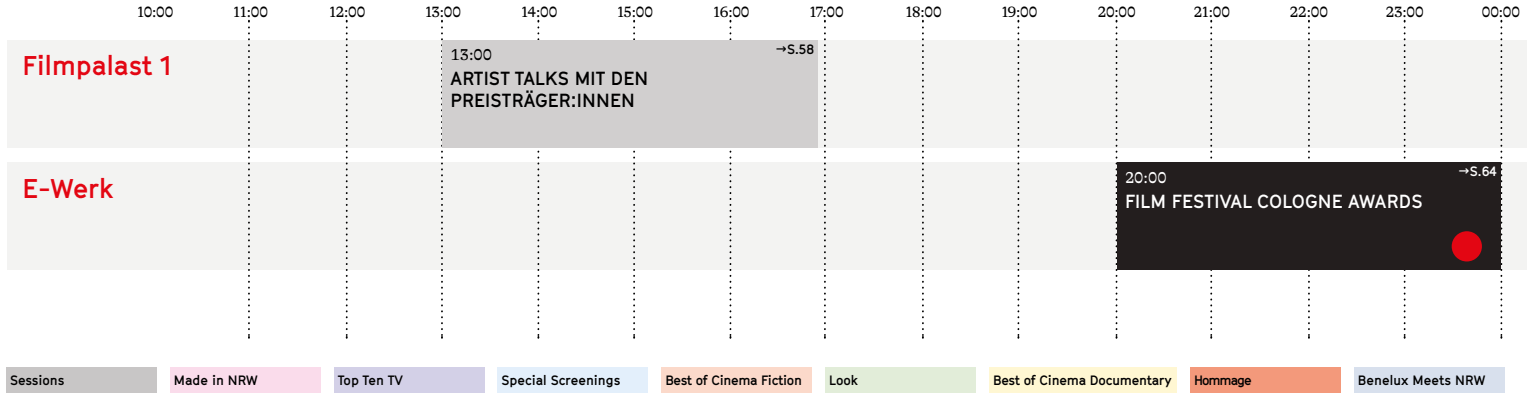 10:00 11:00 12:00 13:00 14:00 15:00 16:00 17:00 18:00 19:00 20:00 21:00 22:00 23:00 00:00
Filmpalast 1
13:00 →S.58
ARTIST TALKS MIT DEN
PREISTRÄGER:INNEN
E-Werk
20:00 →S.64
FILM FESTIVAL COLOGNE AWARDS
Sessions Made in NRW Top Ten TV Special Screenings Best of Cinema Fiction Look Best of Cinema Documentary Hommage Benelux Meets NRW